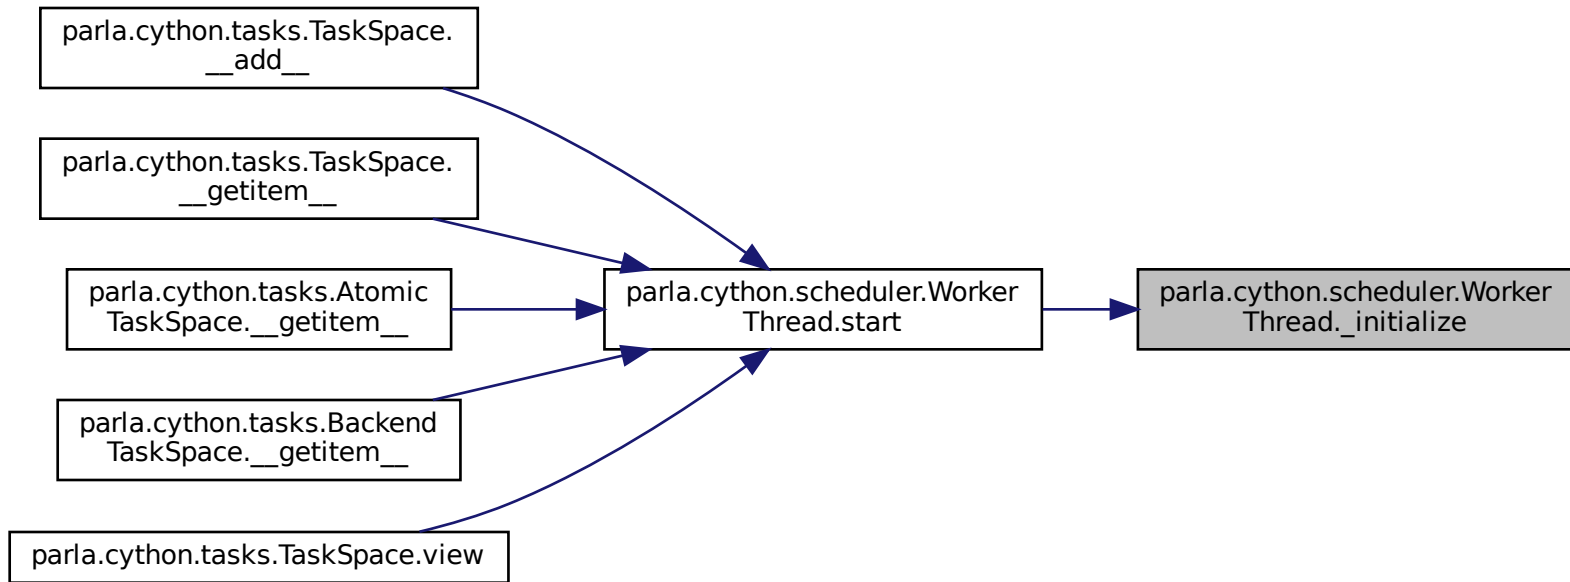 parla.cython.tasks.TaskSpace.
__add__
parla.cython.tasks.TaskSpace.
__getitem__
parla.cython.tasks.Atomic
TaskSpace.__getitem__
parla.cython.tasks.Backend
TaskSpace.__getitem__
parla.cython.tasks.TaskSpace.view
parla.cython.scheduler.Worker
Thread.start
parla.cython.scheduler.Worker
Thread._initialize